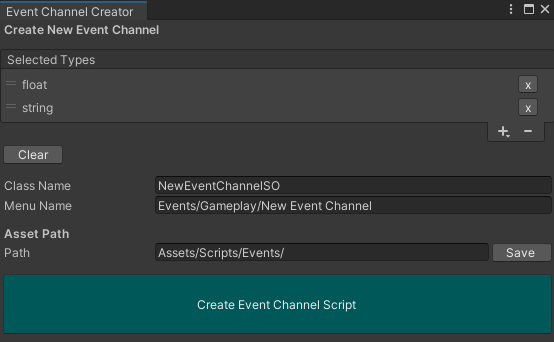 Event Channel Creator
Create New Event Channel
Selected Types
float x
string x
Clear
Class Name NewEventChannelSO
Menu Name Events/Gameplay/New Event Channel
Asset Path
Path Assets/Scripts/Events/ Save
Create Event Channel Script